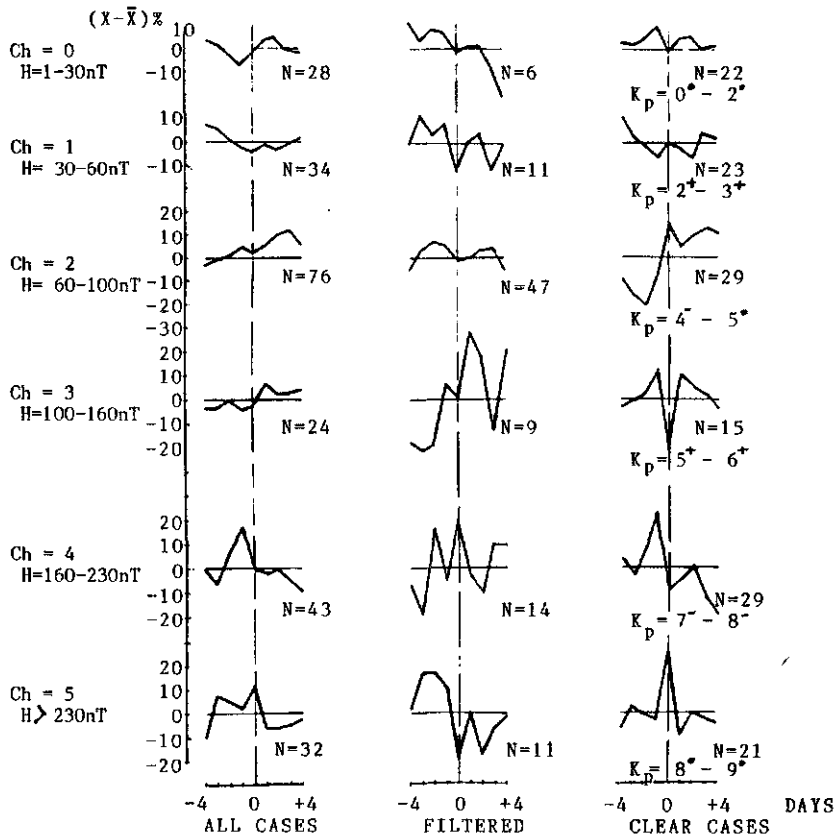 (X-X̄)%
10
0
-10
Ch = 0
H=1-30nT
N=28
N=6
N=22
Kp = 0° - 2°
10
0
-10
Ch = 1
H= 30-60nT
N=34
N=11
N=23
Kp = 2+ - 3+
20
10
0
-10
-20
Ch = 2
H= 60-100nT
N=76
N=47
N=29
Kp = 4- - 5°
-30
20
10
0
-10
-20
Ch = 3
H=100-160nT
N=24
N=9
N=15
Kp = 5+ - 6+
20
10
0
-10
-20
Ch = 4
H=160-230nT
N=43
N=14
N=29
Kp = 7- - 8-
20
10
0
-10
-20
Ch = 5
H> 230nT
N=32
N=11
N=21
Kp = 8° - 9°
-4 0 +4
-4 0 +4
-4 0 +4 DAYS
ALL CASES
FILTERED
CLEAR CASES